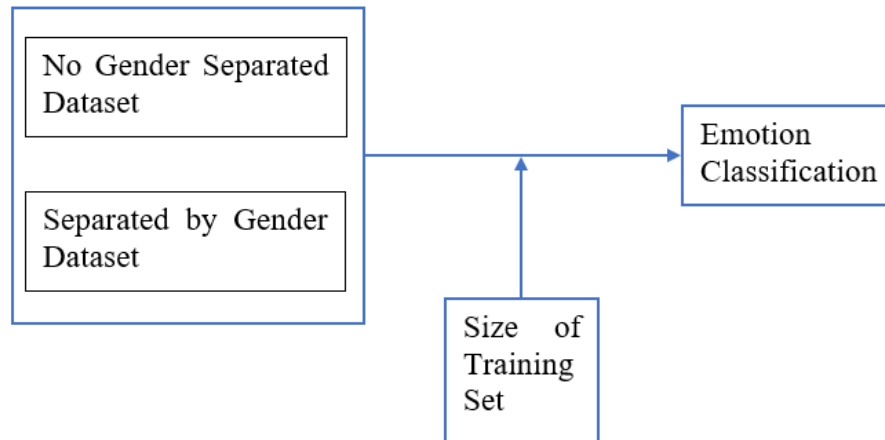 No Gender Separated
Dataset
Separated by Gender
Dataset
Emotion
Classification
Size of
Training
Set